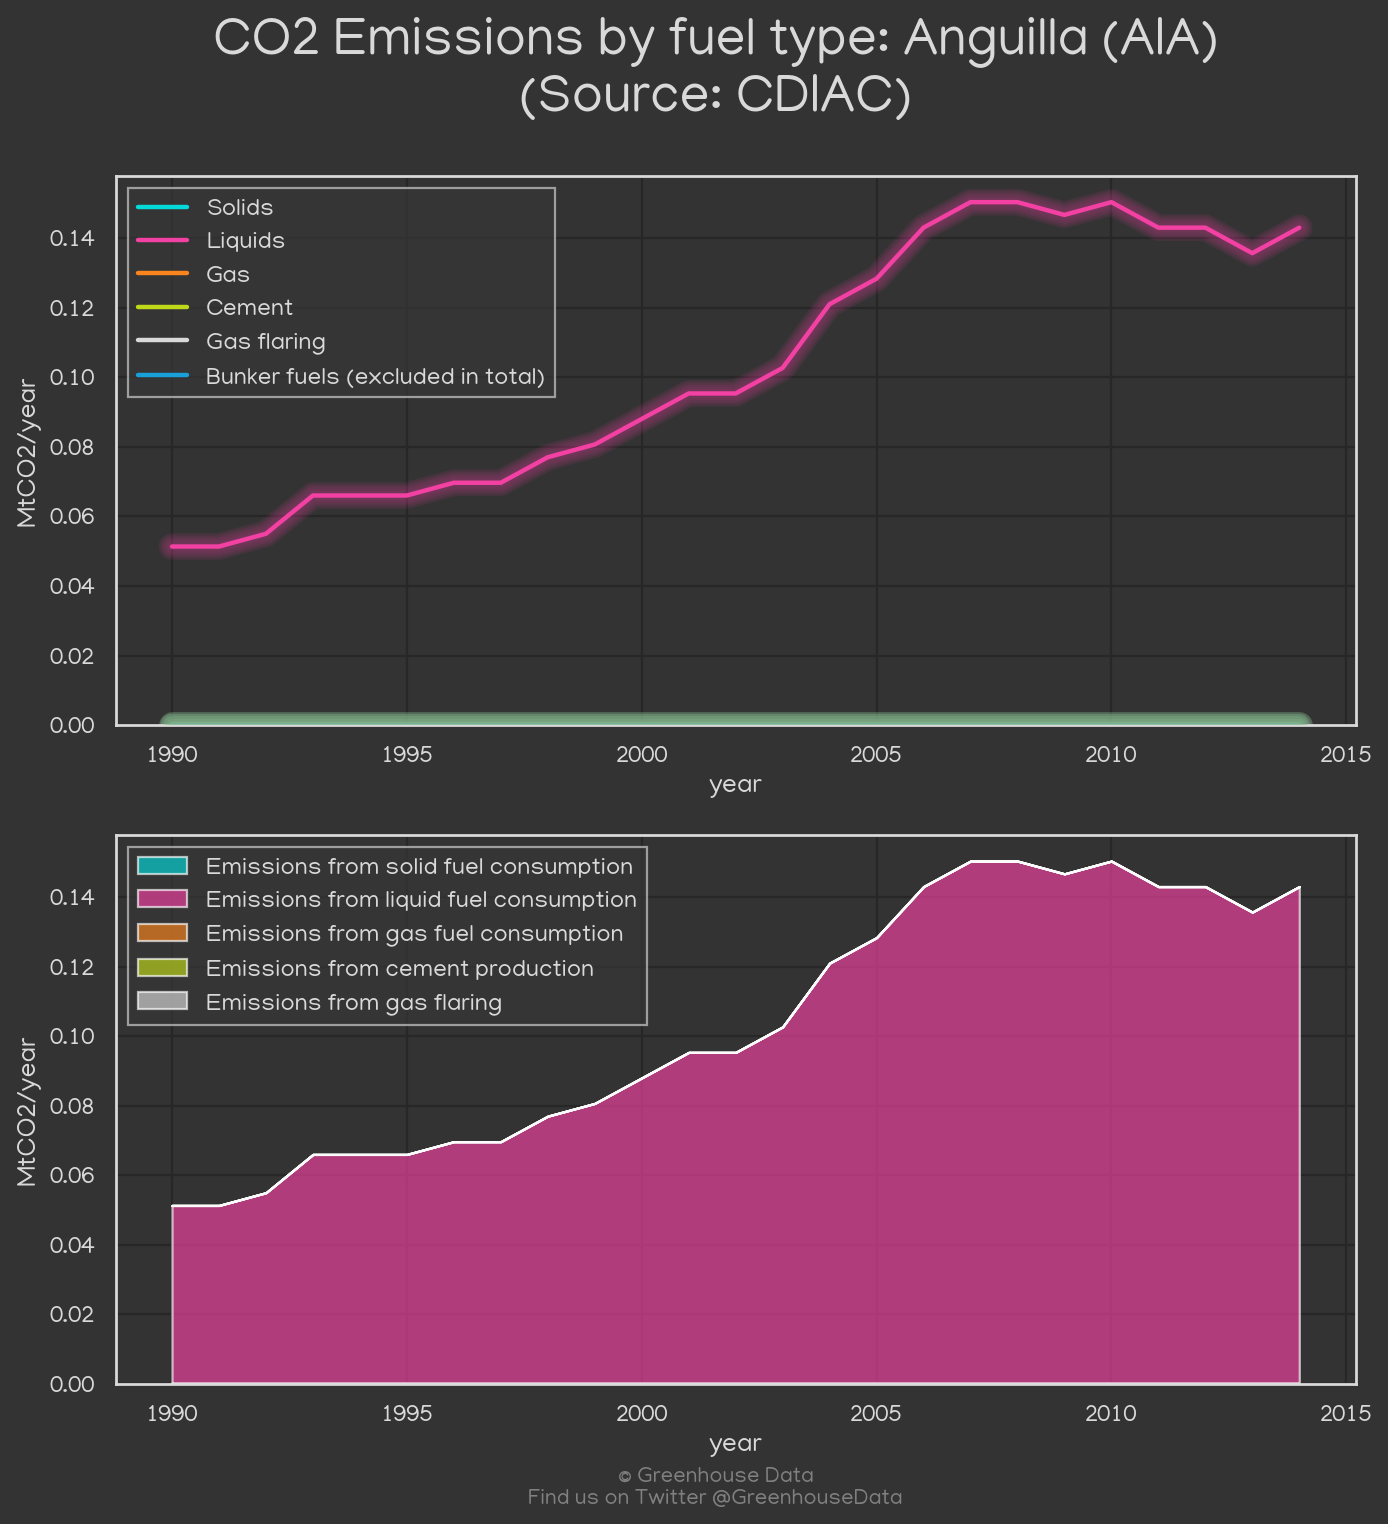 CO2 Emissions by fuel type: Anguilla (AIA)
(Source: CDIAC)
Solids
Liquids
Gas
Cement
Gas flaring
Bunker fuels (excluded in total)
MtCO2/year
0.14
0.12
0.10
0.08
0.06
0.04
0.02
0.00
1990 1995 2000 2005 2010 2015
year
Emissions from solid fuel consumption
Emissions from liquid fuel consumption
Emissions from gas fuel consumption
Emissions from cement production
Emissions from gas flaring
MtCO2/year
0.14
0.12
0.10
0.08
0.06
0.04
0.02
0.00
1990 1995 2000 2005 2010 2015
year
© Greenhouse Data
Find us on Twitter @GreenhouseData